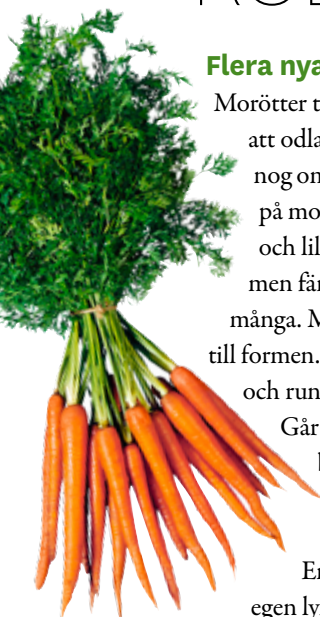 Flera nya
Morötter t
att odla
nog on
på mo
och lil
men fär
många. M
till formen.
och run
Går
Er
egen ly